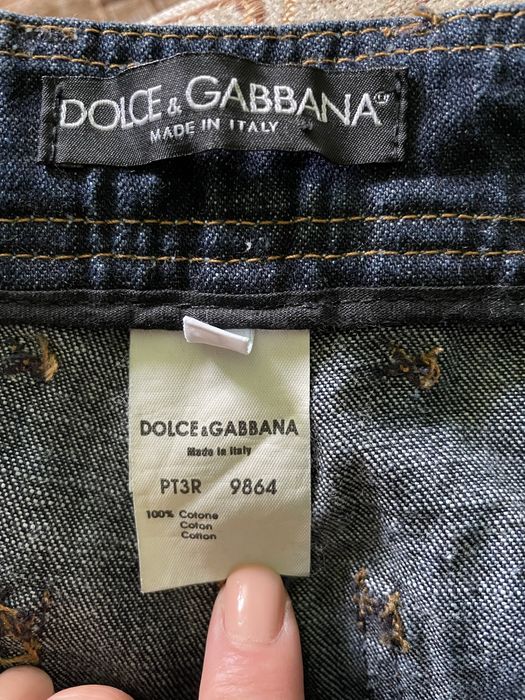 DOLCE & GABBANA
MADE IN ITALY
DOLCE&GABBANA
Made in Italy
PT3R 9864
100% Cotone
Coton
Cotton